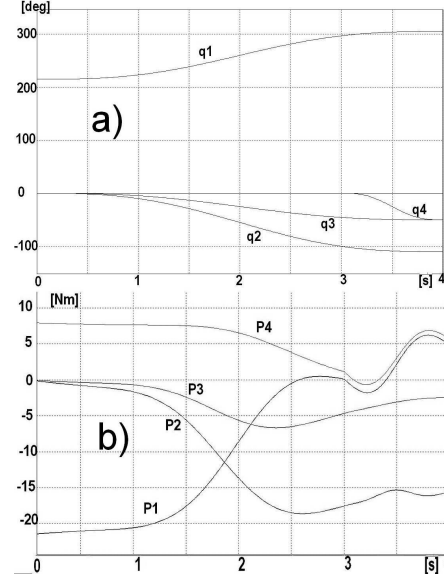 [deg]
300
q1
200
a)
100
0
q4
q3
q2
-100
0 1 2 3 [s] 4
10 [Nm]
P4
5
0
P3
-5
P2
-10
b)
-15
P1
-20
0 1 2 3 [s]